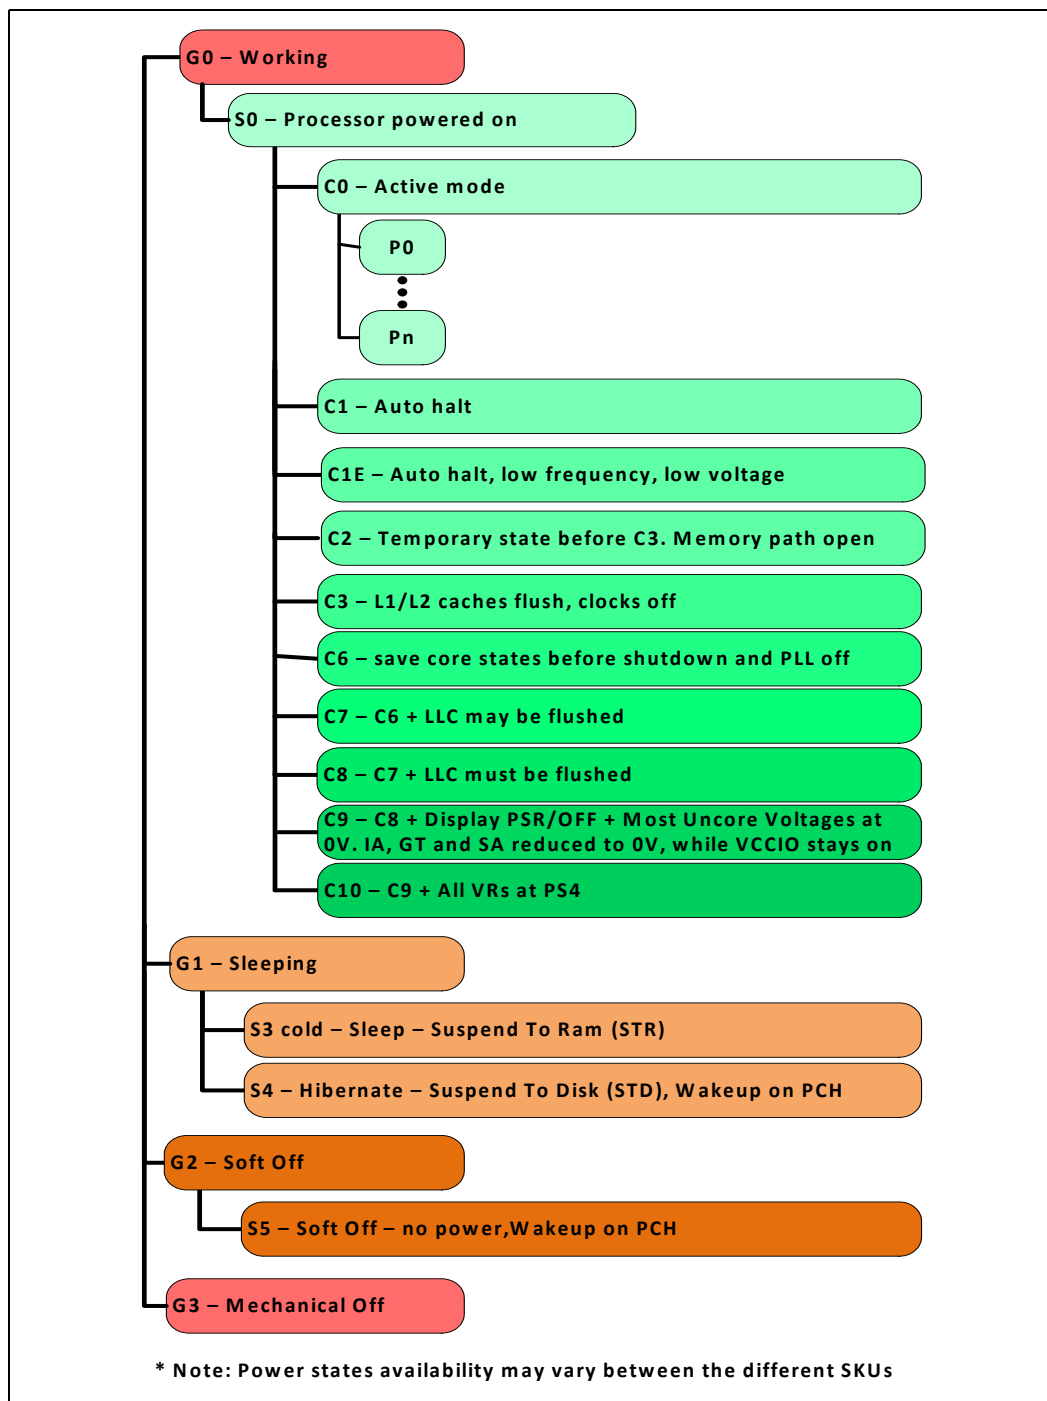 G0 – Working
S0 – Processor powered on
C0 – Active mode
P0
Pn
C1 – Auto halt
C1E – Auto halt, low frequency, low voltage
C2 – Temporary state before C3. Memory path open
C3 – L1/L2 caches flush, clocks off
C6 – save core states before shutdown and PLL off
C7 – C6 + LLC may be flushed
C8 – C7 + LLC must be flushed
C9 – C8 + Display PSR/OFF + Most Uncore Voltages at
0V. IA, GT and SA reduced to 0V, while VCCIO stays on
C10 – C9 + All VRs at PS4
G1 – Sleeping
S3 cold – Sleep – Suspend To Ram (STR)
S4 – Hibernate – Suspend To Disk (STD), Wakeup on PCH
G2 – Soft Off
S5 – Soft Off – no power,Wakeup on PCH
G3 – Mechanical Off
* Note: Power states availability may vary between the different SKUs